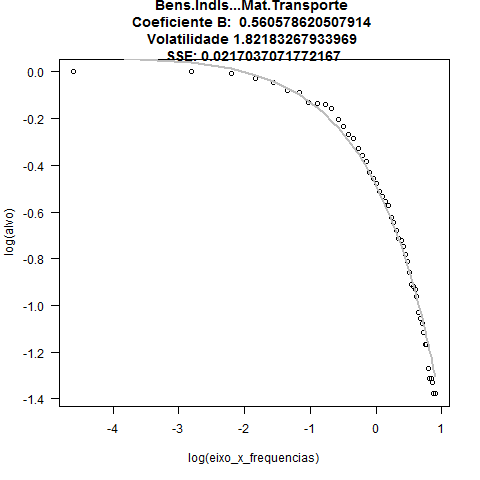 Bens.Indls...Mat.Transporte
Coeficiente B:  0.560578620507914
Volatilidade 1.82183267933969
SSE: 0.0217037071772167
0.0
-0.2
-0.4
-0.6
-0.8
-1.0
-1.2
-1.4
log(alvo)
-4
-3
-2
-1
0
1
log(eixo_x_frequencias)